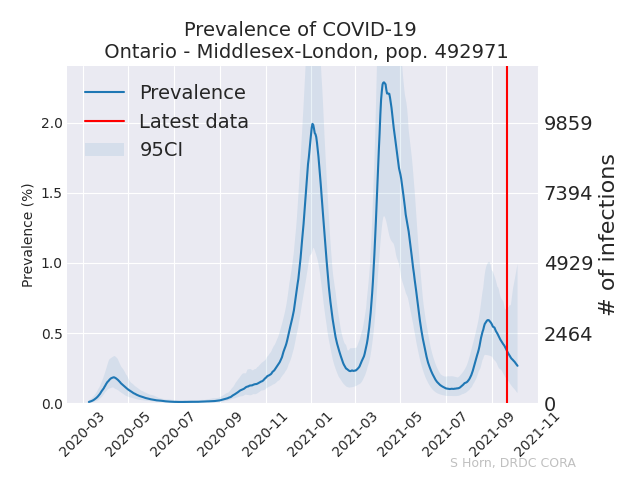 Prevalence of COVID-19
Ontario - Middlesex-London, pop. 492971
Prevalence
Latest data
95CI
Prevalence (%)
2.0
1.5
1.0
0.5
0.0
9859
7394
4929
2464
0
# of infections
2020-03
2020-05
2020-07
2020-09
2020-11
2021-01
2021-03
2021-05
2021-07
2021-09
2021-11
S Horn, DRDC CORA